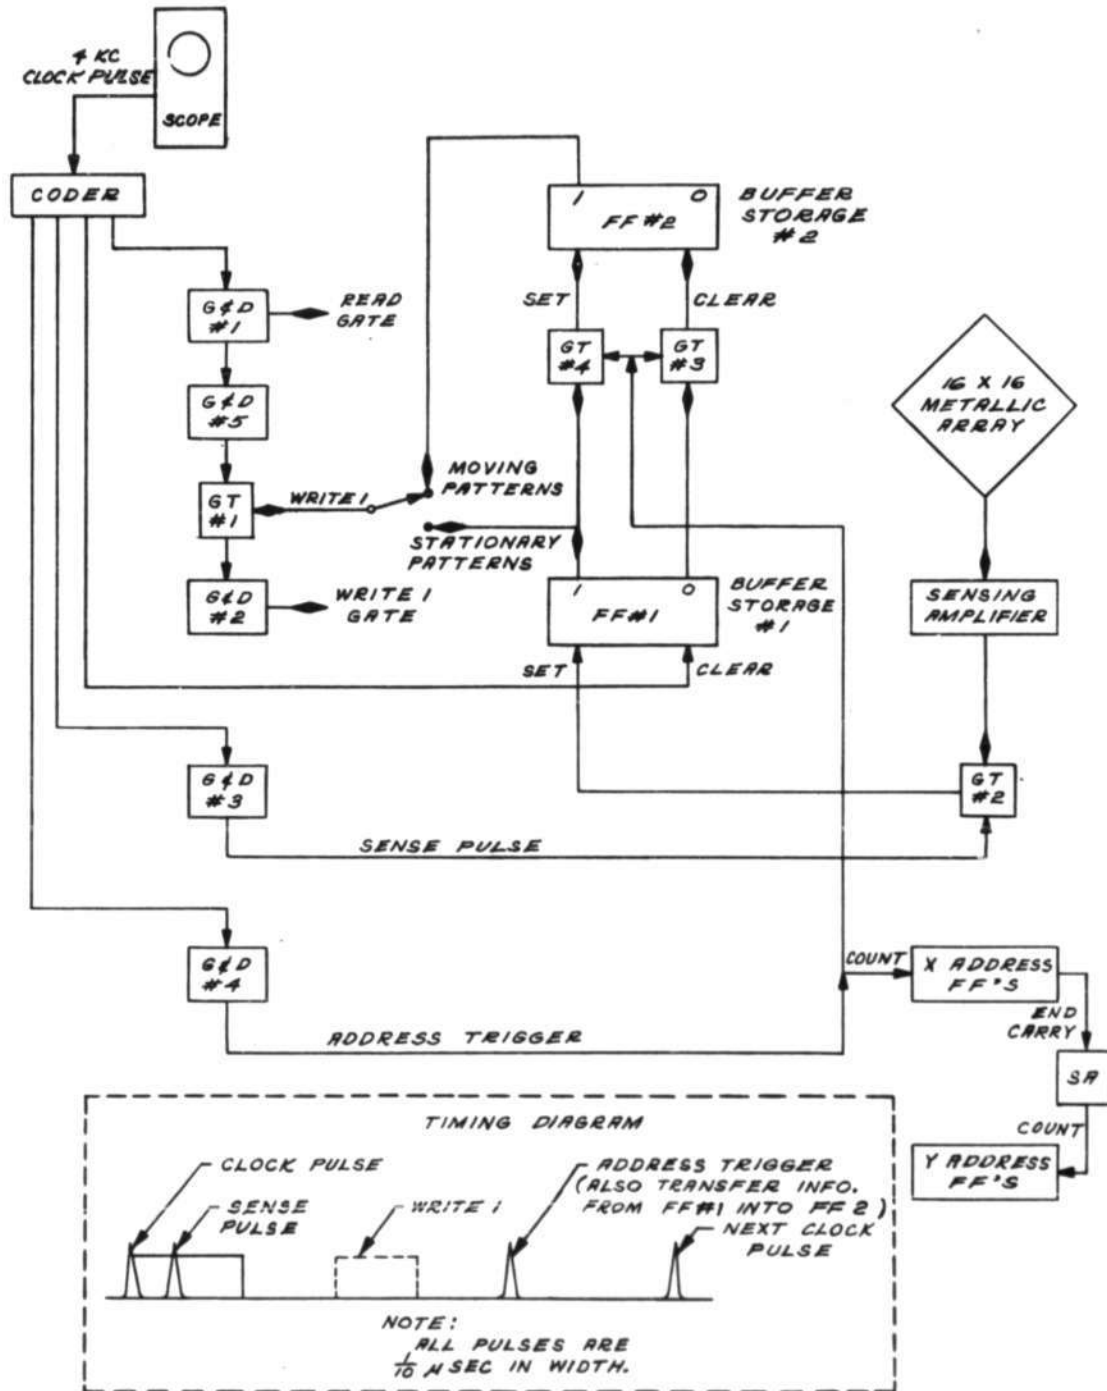 4 KC
CLOCK PULSE
SCOPE
CODER
G & D
#1
READ
GATE
G & D
#5
GT
#1
WRITE 1
MOVING
PATTERNS
STATIONARY
PATTERNS
G & D
#2
WRITE 1
GATE
1
0
FF #2
BUFFER
STORAGE
#2
SET
CLEAR
GT
#4
GT
#3
1
0
FF#1
BUFFER
STORAGE
#1
SET
CLEAR
16 X 16
METALLIC
ARRAY
SENSING
AMPLIFIER
GT
#2
G & D
#3
SENSE PULSE
G & D
#4
ADDRESS TRIGGER
COUNT
X ADDRESS
FF'S
END
CARRY
SA
COUNT
Y ADDRESS
FF'S
TIMING DIAGRAM
CLOCK PULSE
SENSE
PULSE
WRITE 1
ADDRESS TRIGGER
(ALSO TRANSFER INFO.
FROM FF#1 INTO FF 2)
NEXT CLOCK
PULSE
NOTE:
ALL PULSES ARE
1/10 μ SEC IN WIDTH.